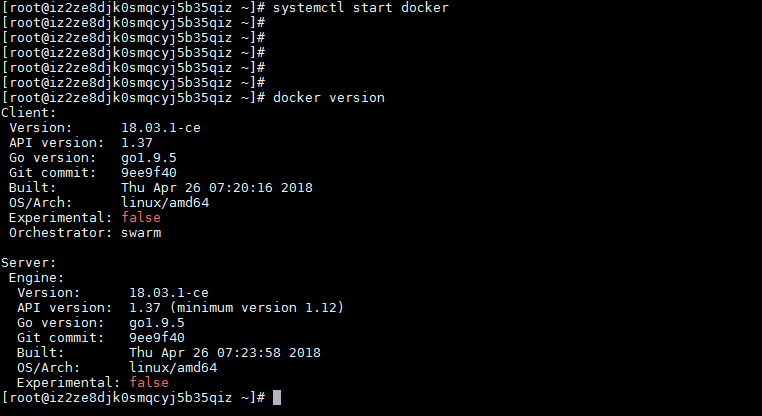 [root@iz2ze8djk0smqcyj5b35qiz ~]# systemctl start docker
[root@iz2ze8djk0smqcyj5b35qiz ~]#
[root@iz2ze8djk0smqcyj5b35qiz ~]#
[root@iz2ze8djk0smqcyj5b35qiz ~]#
[root@iz2ze8djk0smqcyj5b35qiz ~]#
[root@iz2ze8djk0smqcyj5b35qiz ~]#
[root@iz2ze8djk0smqcyj5b35qiz ~]# docker version
Client:
 Version:      18.03.1-ce
 API version:  1.37
 Go version:   go1.9.5
 Git commit:   9ee9f40
 Built:        Thu Apr 26 07:20:16 2018
 OS/Arch:      linux/amd64
 Experimental: false
 Orchestrator: swarm

Server:
 Engine:
  Version:      18.03.1-ce
  API version:  1.37 (minimum version 1.12)
  Go version:   go1.9.5
  Git commit:   9ee9f40
  Built:        Thu Apr 26 07:23:58 2018
  OS/Arch:      linux/amd64
  Experimental: false
[root@iz2ze8djk0smqcyj5b35qiz ~]#